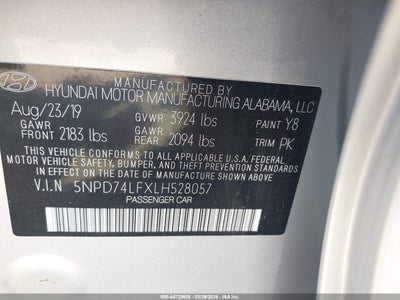 MANUFACTURED BY
HYUNDAI MOTOR MANUFACTURING ALABAMA, LLC
Aug/23/19 GVWR 3924 lbs PAINT Y8
GAWR FRONT 2183 lbs GAWR REAR 2094 lbs TRIM PK
THIS VEHICLE CONFORMS TO ALL APPLICABLE
FEDERAL MOTOR VEHICLE SAFETY, BUMPER, AND
THEFT PREVENTION STANDARDS IN EFFECT ON THE
DATE OF MANUFACTURE SHOWN ABOVE.
V.I.N 5NPD74LFXLH528057
PASSENGER CAR